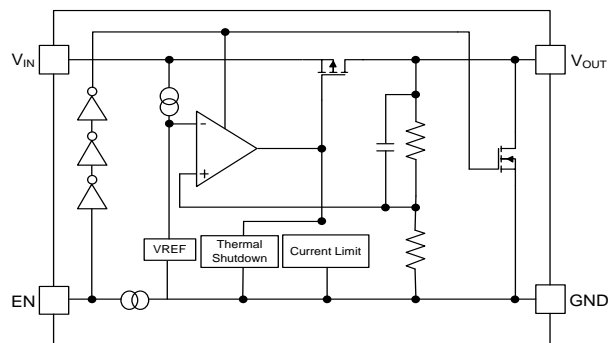 VIN
VOUT
-
+
VREF
Thermal
Shutdown
Current Limit
EN
GND